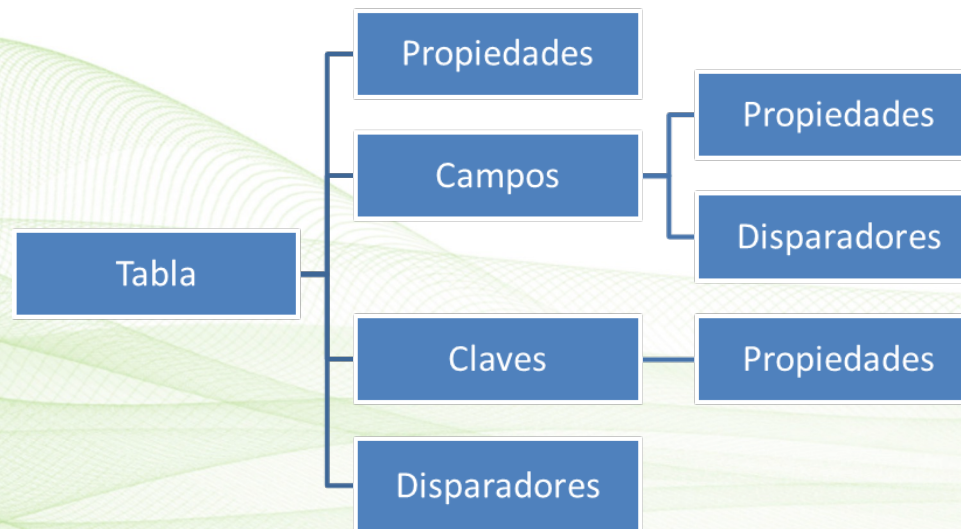 Tabla
Propiedades
Campos
Propiedades
Disparadores
Claves
Propiedades
Disparadores